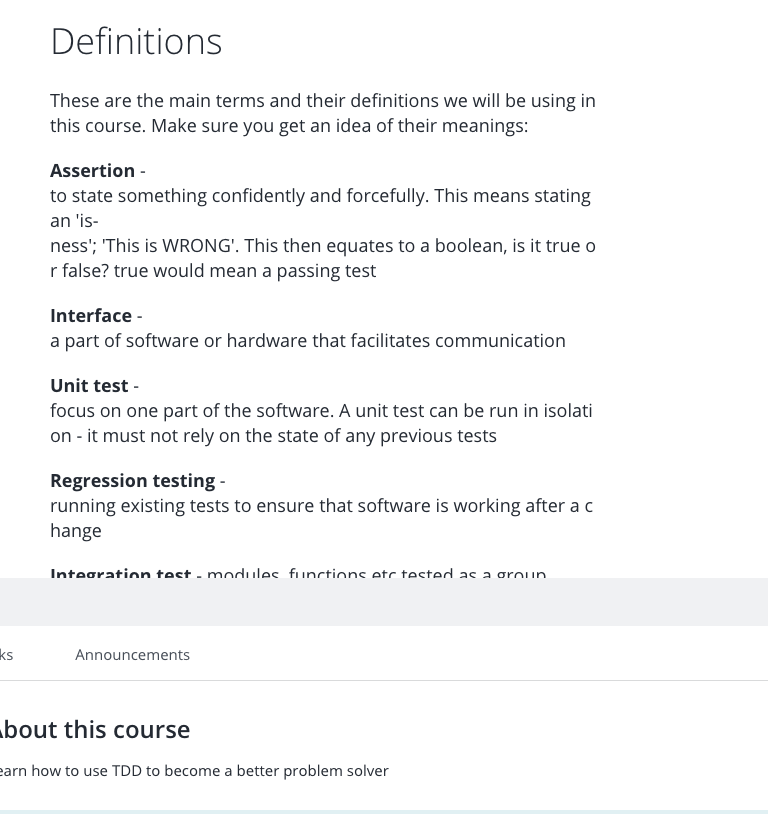 Definitions
These are the main terms and their definitions we will be using in
this course. Make sure you get an idea of their meanings:
Assertion -
to state something confidently and forcefully. This means stating
an 'is-
ness'; 'This is WRONG'. This then equates to a boolean, is it true o
r false? true would mean a passing test
Interface -
a part of software or hardware that facilitates communication
Unit test -
focus on one part of the software. A unit test can be run in isolati
on - it must not rely on the state of any previous tests
Regression testing -
running existing tests to ensure that software is working after a c
hange
Integration test - modules, functions etc tested as a group
ks
Announcements
About this course
earn how to use TDD to become a better problem solver